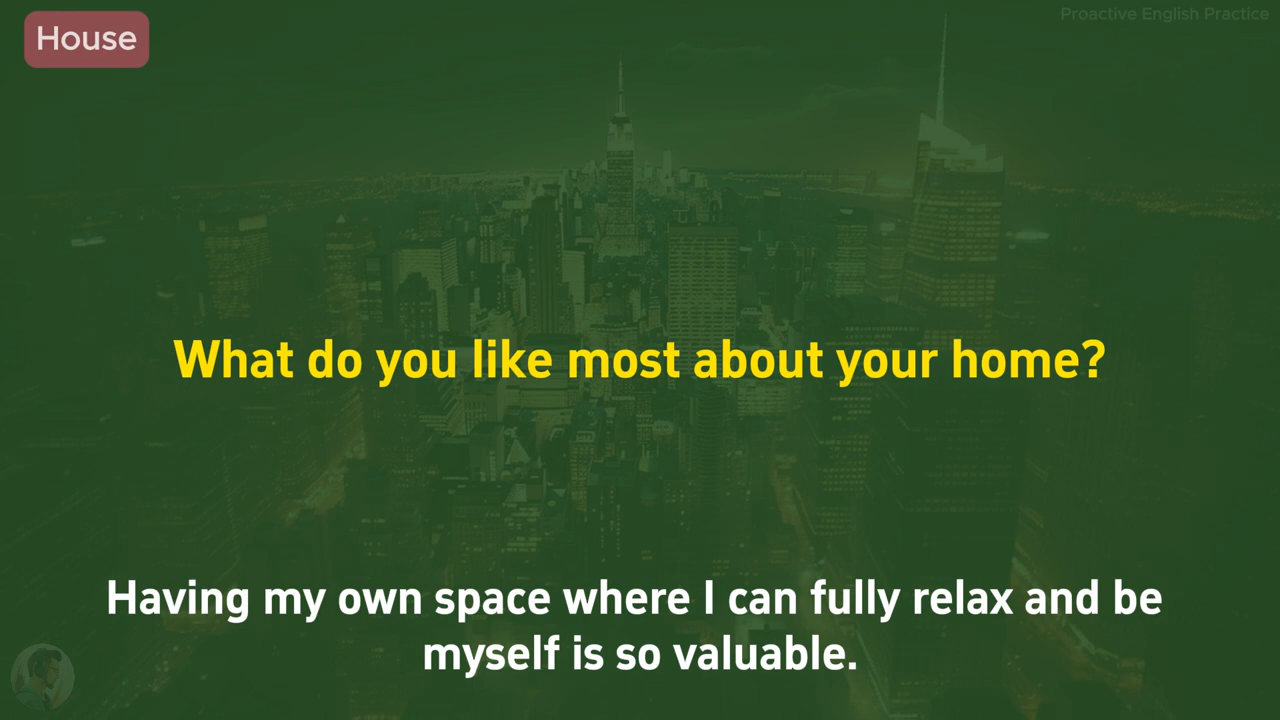 House
Proactive English Practice
What do you like most about your home?
Having my own space where I can fully relax and be
myself is so valuable.